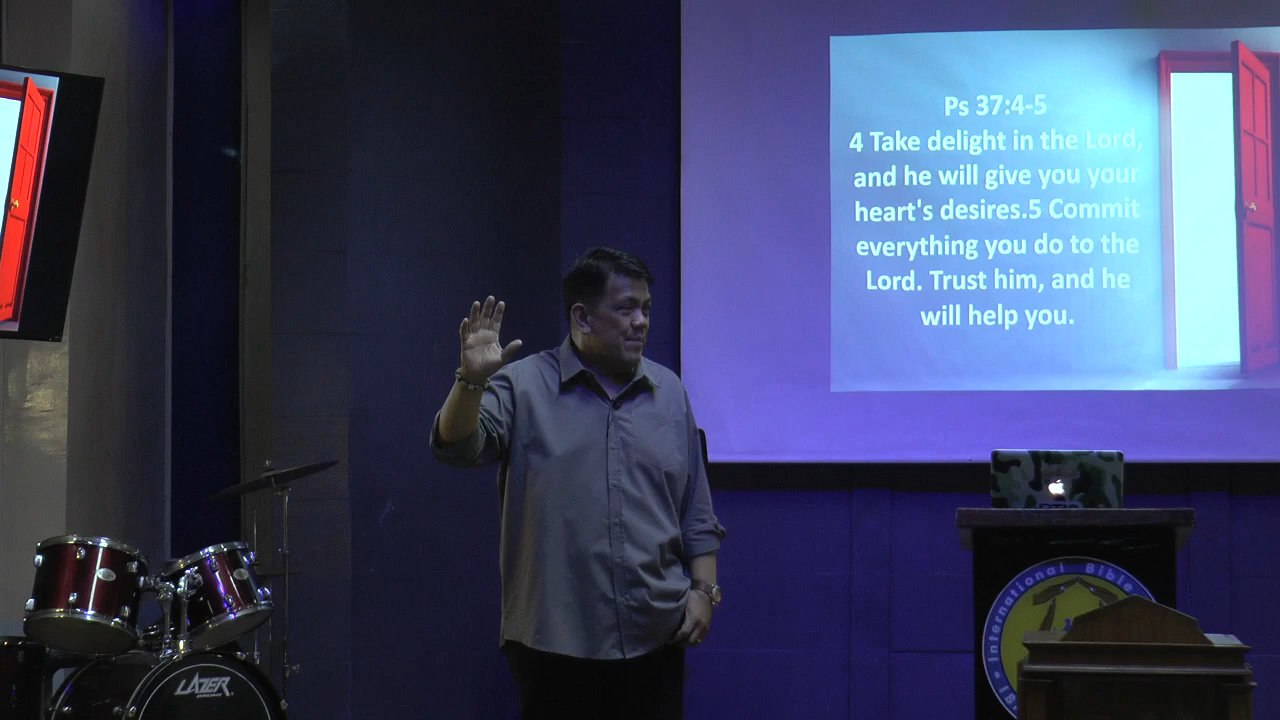 Ps 37:4-5
4 Take delight in the Lord,
and he will give you your
heart's desires.5 Commit
everything you do to the
Lord. Trust him, and he
will help you.
International Bible
LAZER